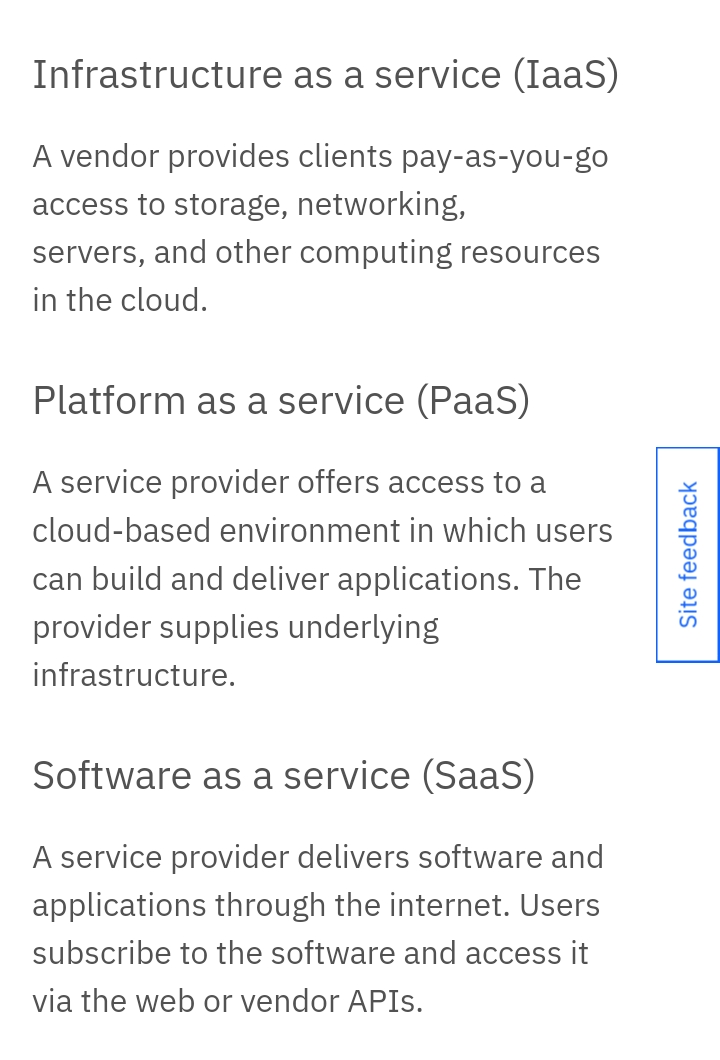 Infrastructure as a service (IaaS)
A vendor provides clients pay-as-you-go
access to storage, networking,
servers, and other computing resources
in the cloud.
Platform as a service (PaaS)
A service provider offers access to a
cloud-based environment in which users
can build and deliver applications. The
provider supplies underlying
infrastructure.
Site feedback
Software as a service (SaaS)
A service provider delivers software and
applications through the internet. Users
subscribe to the software and access it
via the web or vendor APIs.